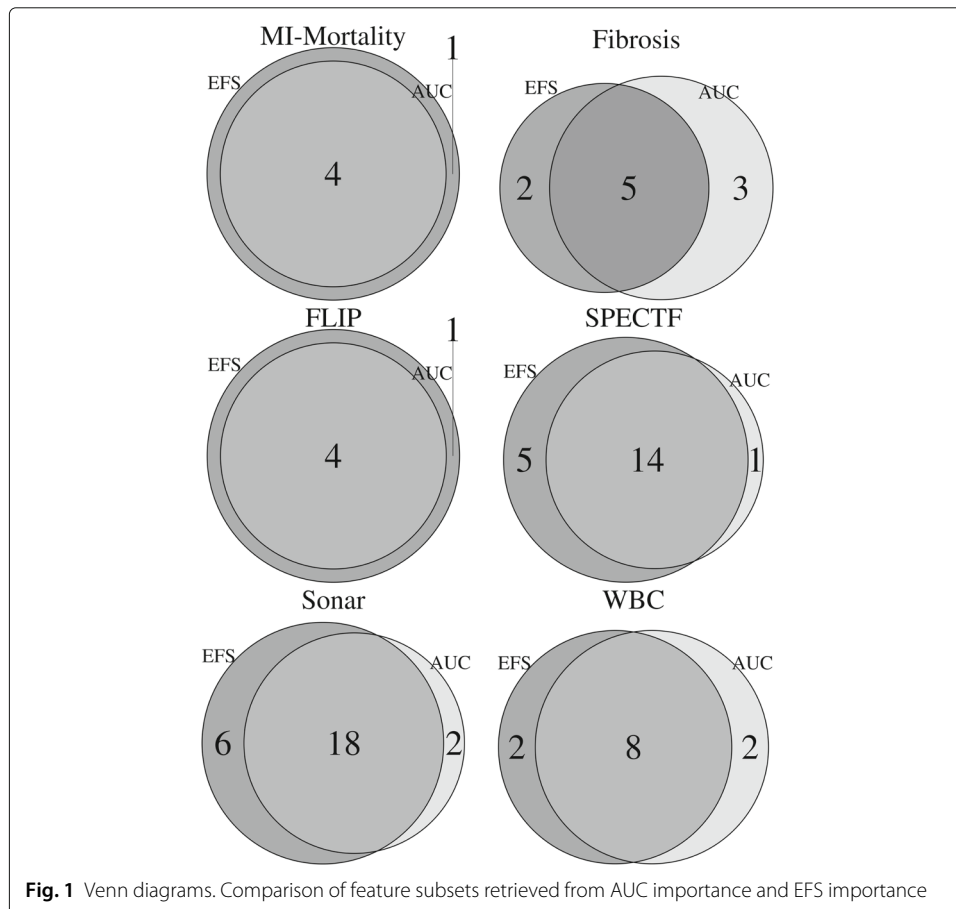 MI-Mortality
1
EFS
AUC
4
Fibrosis
EFS
AUC
2
5
3
FLIP
1
EFS
AUC
4
SPECTF
EFS
AUC
5
14
1
Sonar
EFS
AUC
6
18
2
WBC
EFS
AUC
2
8
2
Fig. 1 Venn diagrams. Comparison of feature subsets retrieved from AUC importance and EFS importance